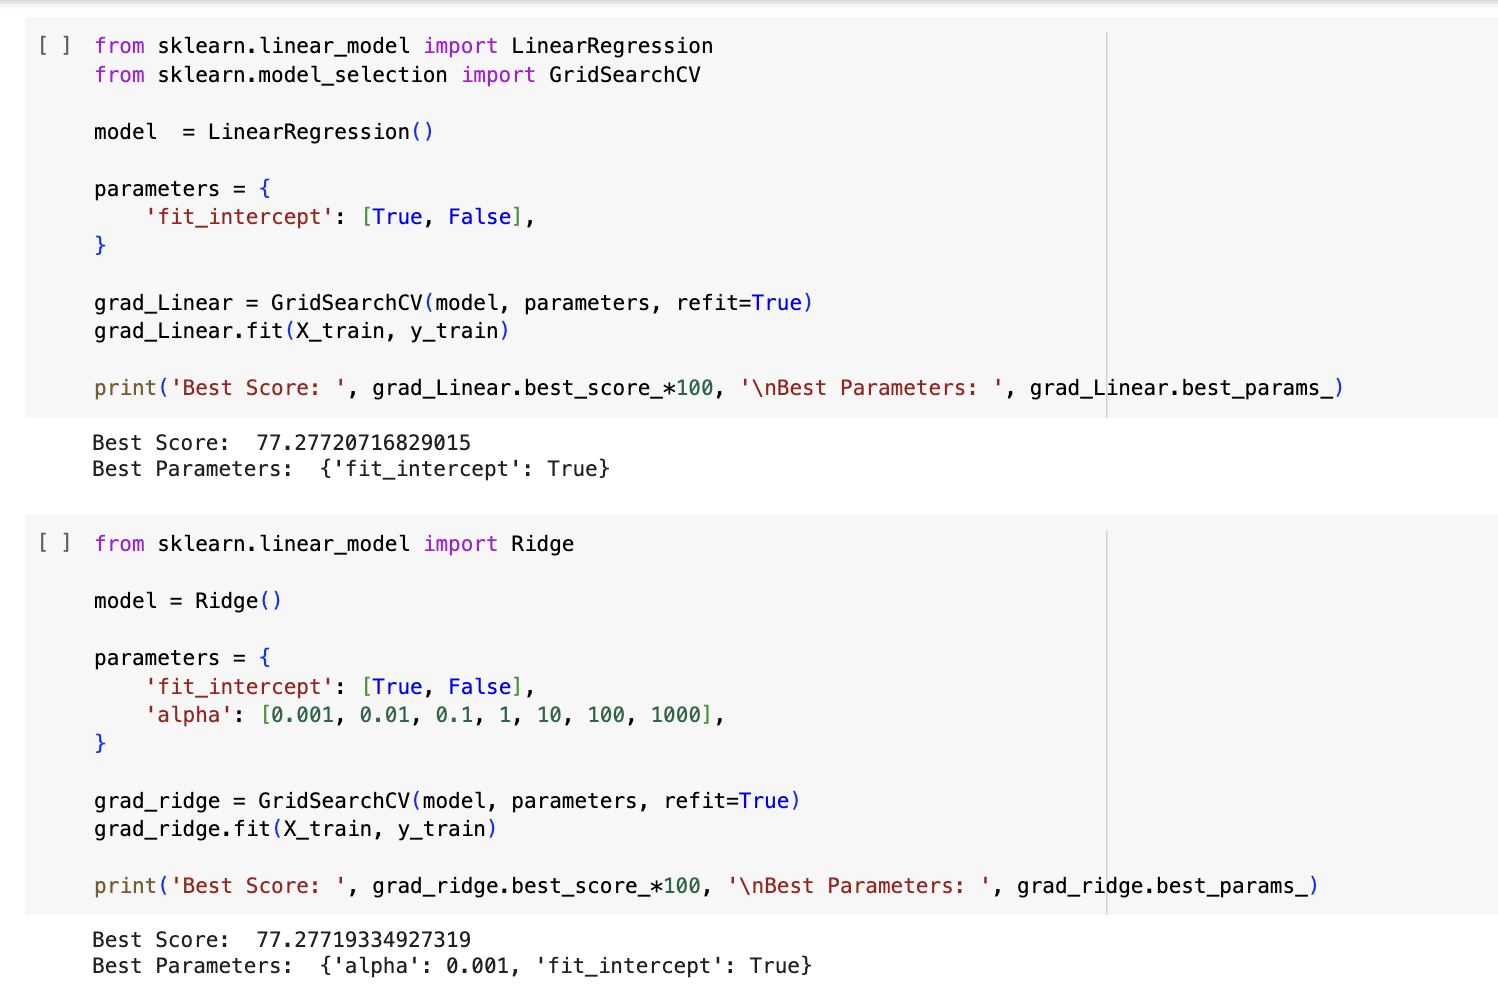 [ ] from sklearn.linear_model import LinearRegression
from sklearn.model_selection import GridSearchCV
model  = LinearRegression()
parameters = {
    'fit_intercept': [True, False],
}
grad_Linear = GridSearchCV(model, parameters, refit=True)
grad_Linear.fit(X_train, y_train)
print('Best Score: ', grad_Linear.best_score_*100, '\nBest Parameters: ', grad_Linear.best_params_)
Best Score:  77.27720716829015
Best Parameters:  {'fit_intercept': True}
[ ] from sklearn.linear_model import Ridge
model = Ridge()
parameters = {
    'fit_intercept': [True, False],
    'alpha': [0.001, 0.01, 0.1, 1, 10, 100, 1000],
}
grad_ridge = GridSearchCV(model, parameters, refit=True)
grad_ridge.fit(X_train, y_train)
print('Best Score: ', grad_ridge.best_score_*100, '\nBest Parameters: ', grad_ridge.best_params_)
Best Score:  77.27719334927319
Best Parameters:  {'alpha': 0.001, 'fit_intercept': True}